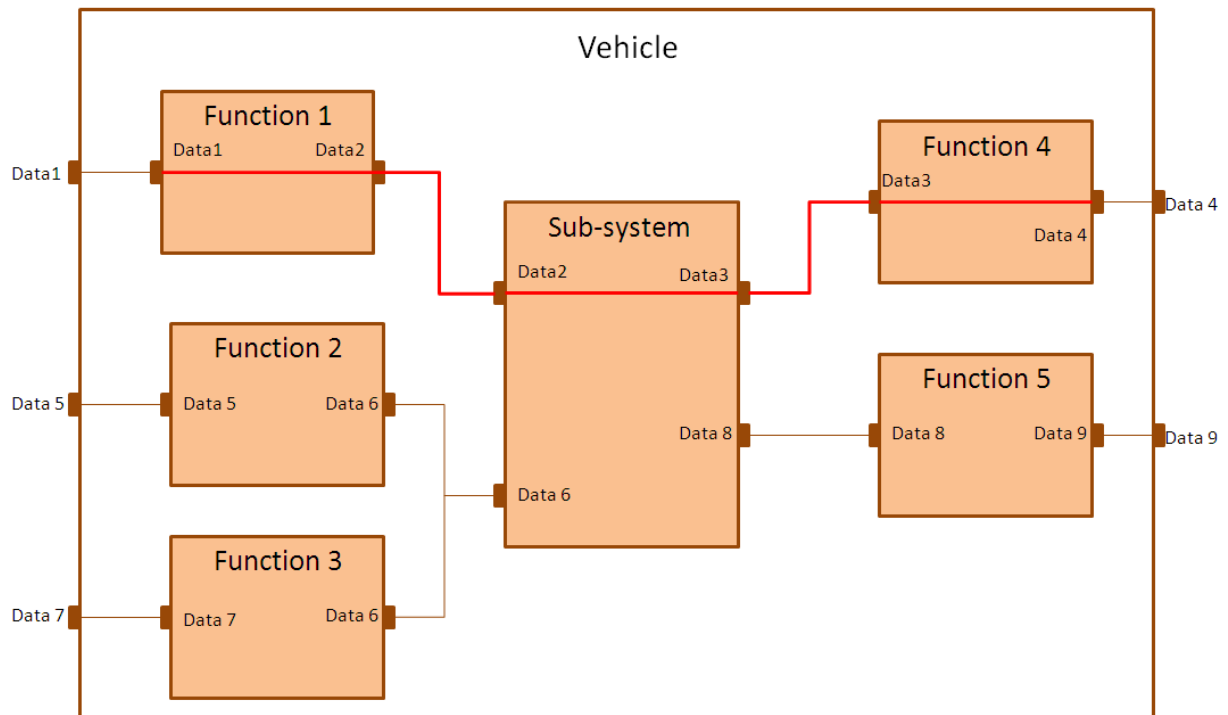 Vehicle
Function 1
Data1
Data2
Data1
Function 4
Data3
Data 4
Data 4
Sub-system
Data2
Data3
Data 8
Data 6
Function 2
Data 5
Data 5
Data 6
Function 5
Data 8
Data 9
Data 9
Function 3
Data 7
Data 7
Data 6